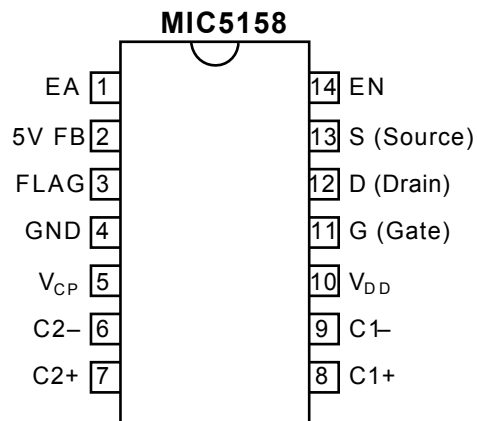 MIC5158
EA 1 14 EN
5V FB 2 13 S (Source)
FLAG 3 12 D (Drain)
GND 4 11 G (Gate)
VCP 5 10 VDD
C2– 6 9 C1–
C2+ 7 8 C1+